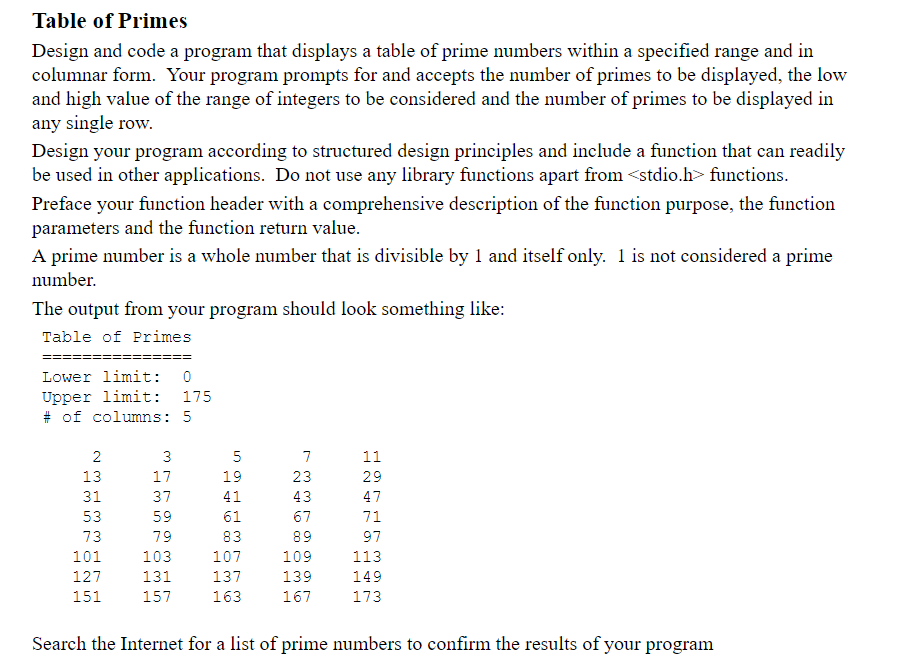 Table of Primes
Design and code a program that displays a table of prime numbers within a specified range and in
columnar form. Your program prompts for and accepts the number of primes to be displayed, the low
and high value of the range of integers to be considered and the number of primes to be displayed in
any single row.
Design your program according to structured design principles and include a function that can readily
be used in other applications. Do not use any library functions apart from <stdio.h> functions.
Preface your function header with a comprehensive description of the function purpose, the function
parameters and the function return value.
A prime number is a whole number that is divisible by 1 and itself only. 1 is not considered a prime
number.
The output from your program should look something like:
Table of Primes
===============
Lower limit: 0
Upper limit: 175
# of columns: 5
2 3 5 7 11
13 17 19 23 29
31 37 41 43 47
53 59 61 67 71
73 79 83 89 97
101 103 107 109 113
127 131 137 139 149
151 157 163 167 173
Search the Internet for a list of prime numbers to confirm the results of your program